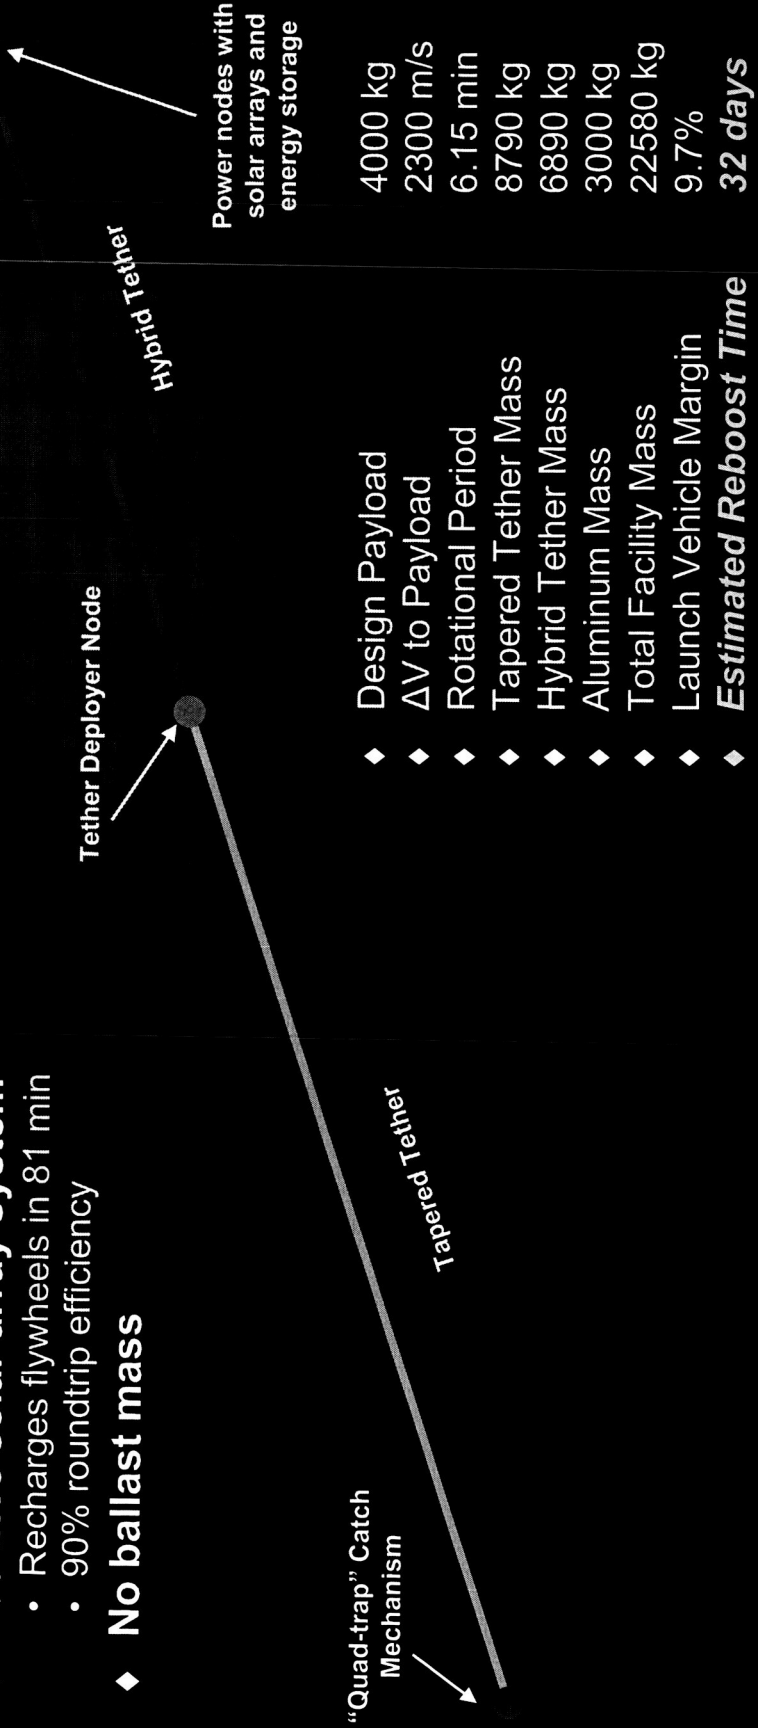 • Recharges flywheels in 81 min
• 90% roundtrip efficiency
♦ No ballast mass
Tether Deployer Node
Hybrid Tether
Power nodes with
solar arrays and
energy storage
"Quad-trap" Catch
Mechanism
Tapered Tether
♦ Design Payload 4000 kg
♦ ΔV to Payload 2300 m/s
♦ Rotational Period 6.15 min
♦ Tapered Tether Mass 8790 kg
♦ Hybrid Tether Mass 6890 kg
♦ Aluminum Mass 3000 kg
♦ Total Facility Mass 22580 kg
♦ Launch Vehicle Margin 9.7%
♦ Estimated Reboost Time 32 days